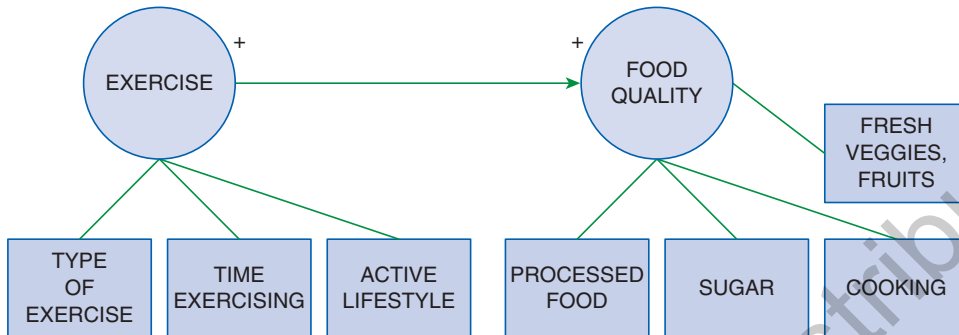 +
+
EXERCISE
FOOD
QUALITY
FRESH
VEGGIES,
FRUITS
TYPE
OF
EXERCISE
TIME
EXERCISING
ACTIVE
LIFESTYLE
PROCESSED
FOOD
SUGAR
COOKING